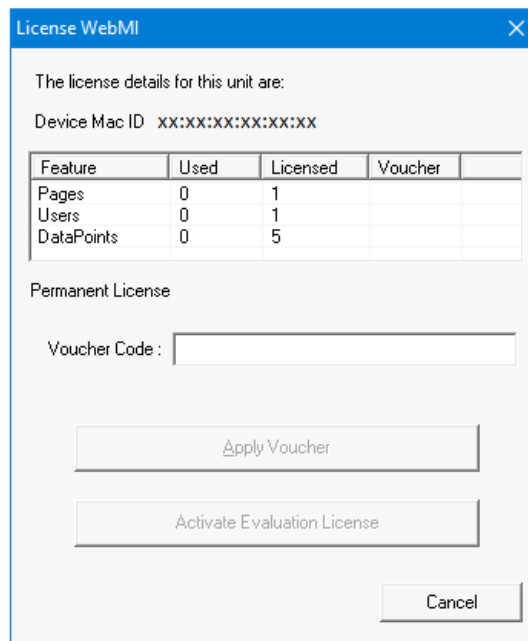 License WebMI
The license details for this unit are:
Device Mac ID xx:xx:xx:xx:xx:xx
Feature Used Licensed Voucher
Pages 0 1
Users 0 1
DataPoints 0 5
Permanent License
Voucher Code :
Apply Voucher
Activate Evaluation License
Cancel